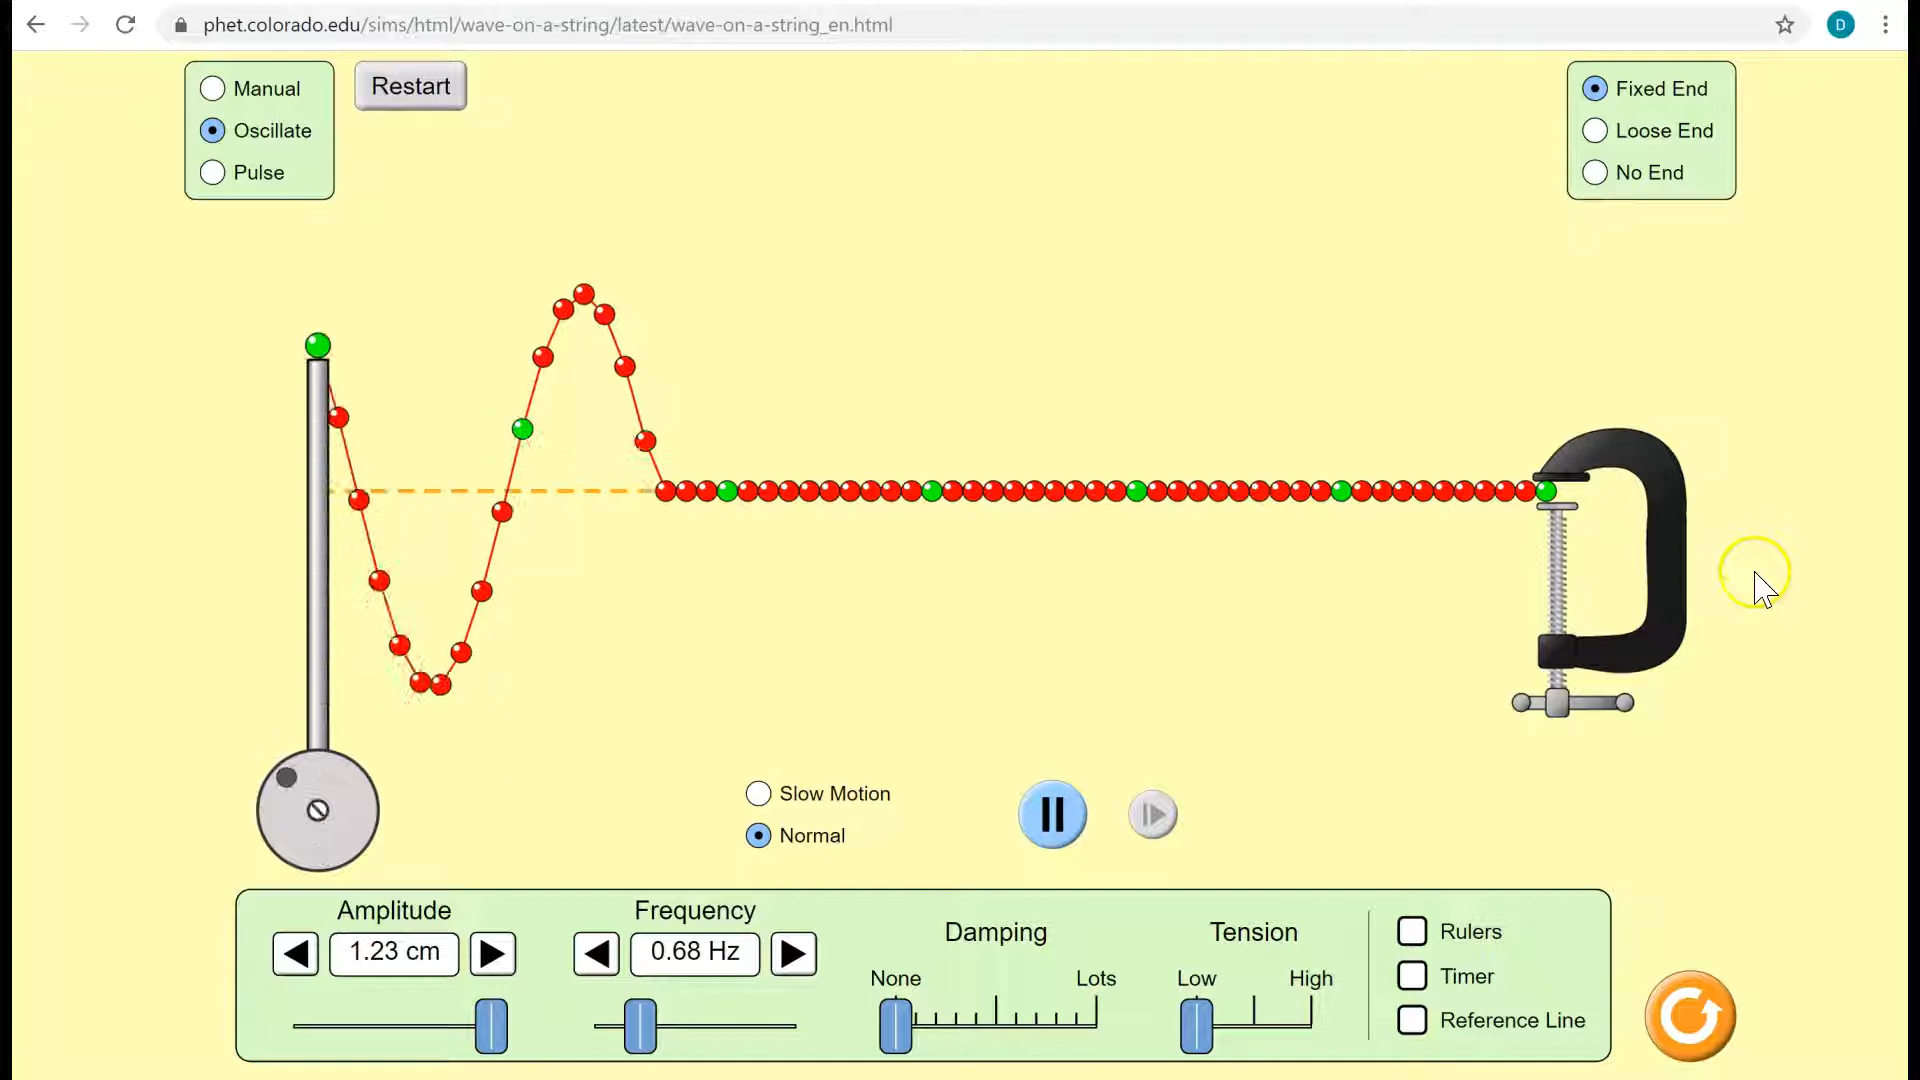 phet.colorado.edu/sims/html/wave-on-a-string/latest/wave-on-a-string_en.html
D
Manual
Oscillate
Pulse
Restart
Fixed End
Loose End
No End
Slow Motion
Normal
Amplitude
1.23 cm
Frequency
0.68 Hz
Damping
None
Lots
Tension
Low
High
Rulers
Timer
Reference Line